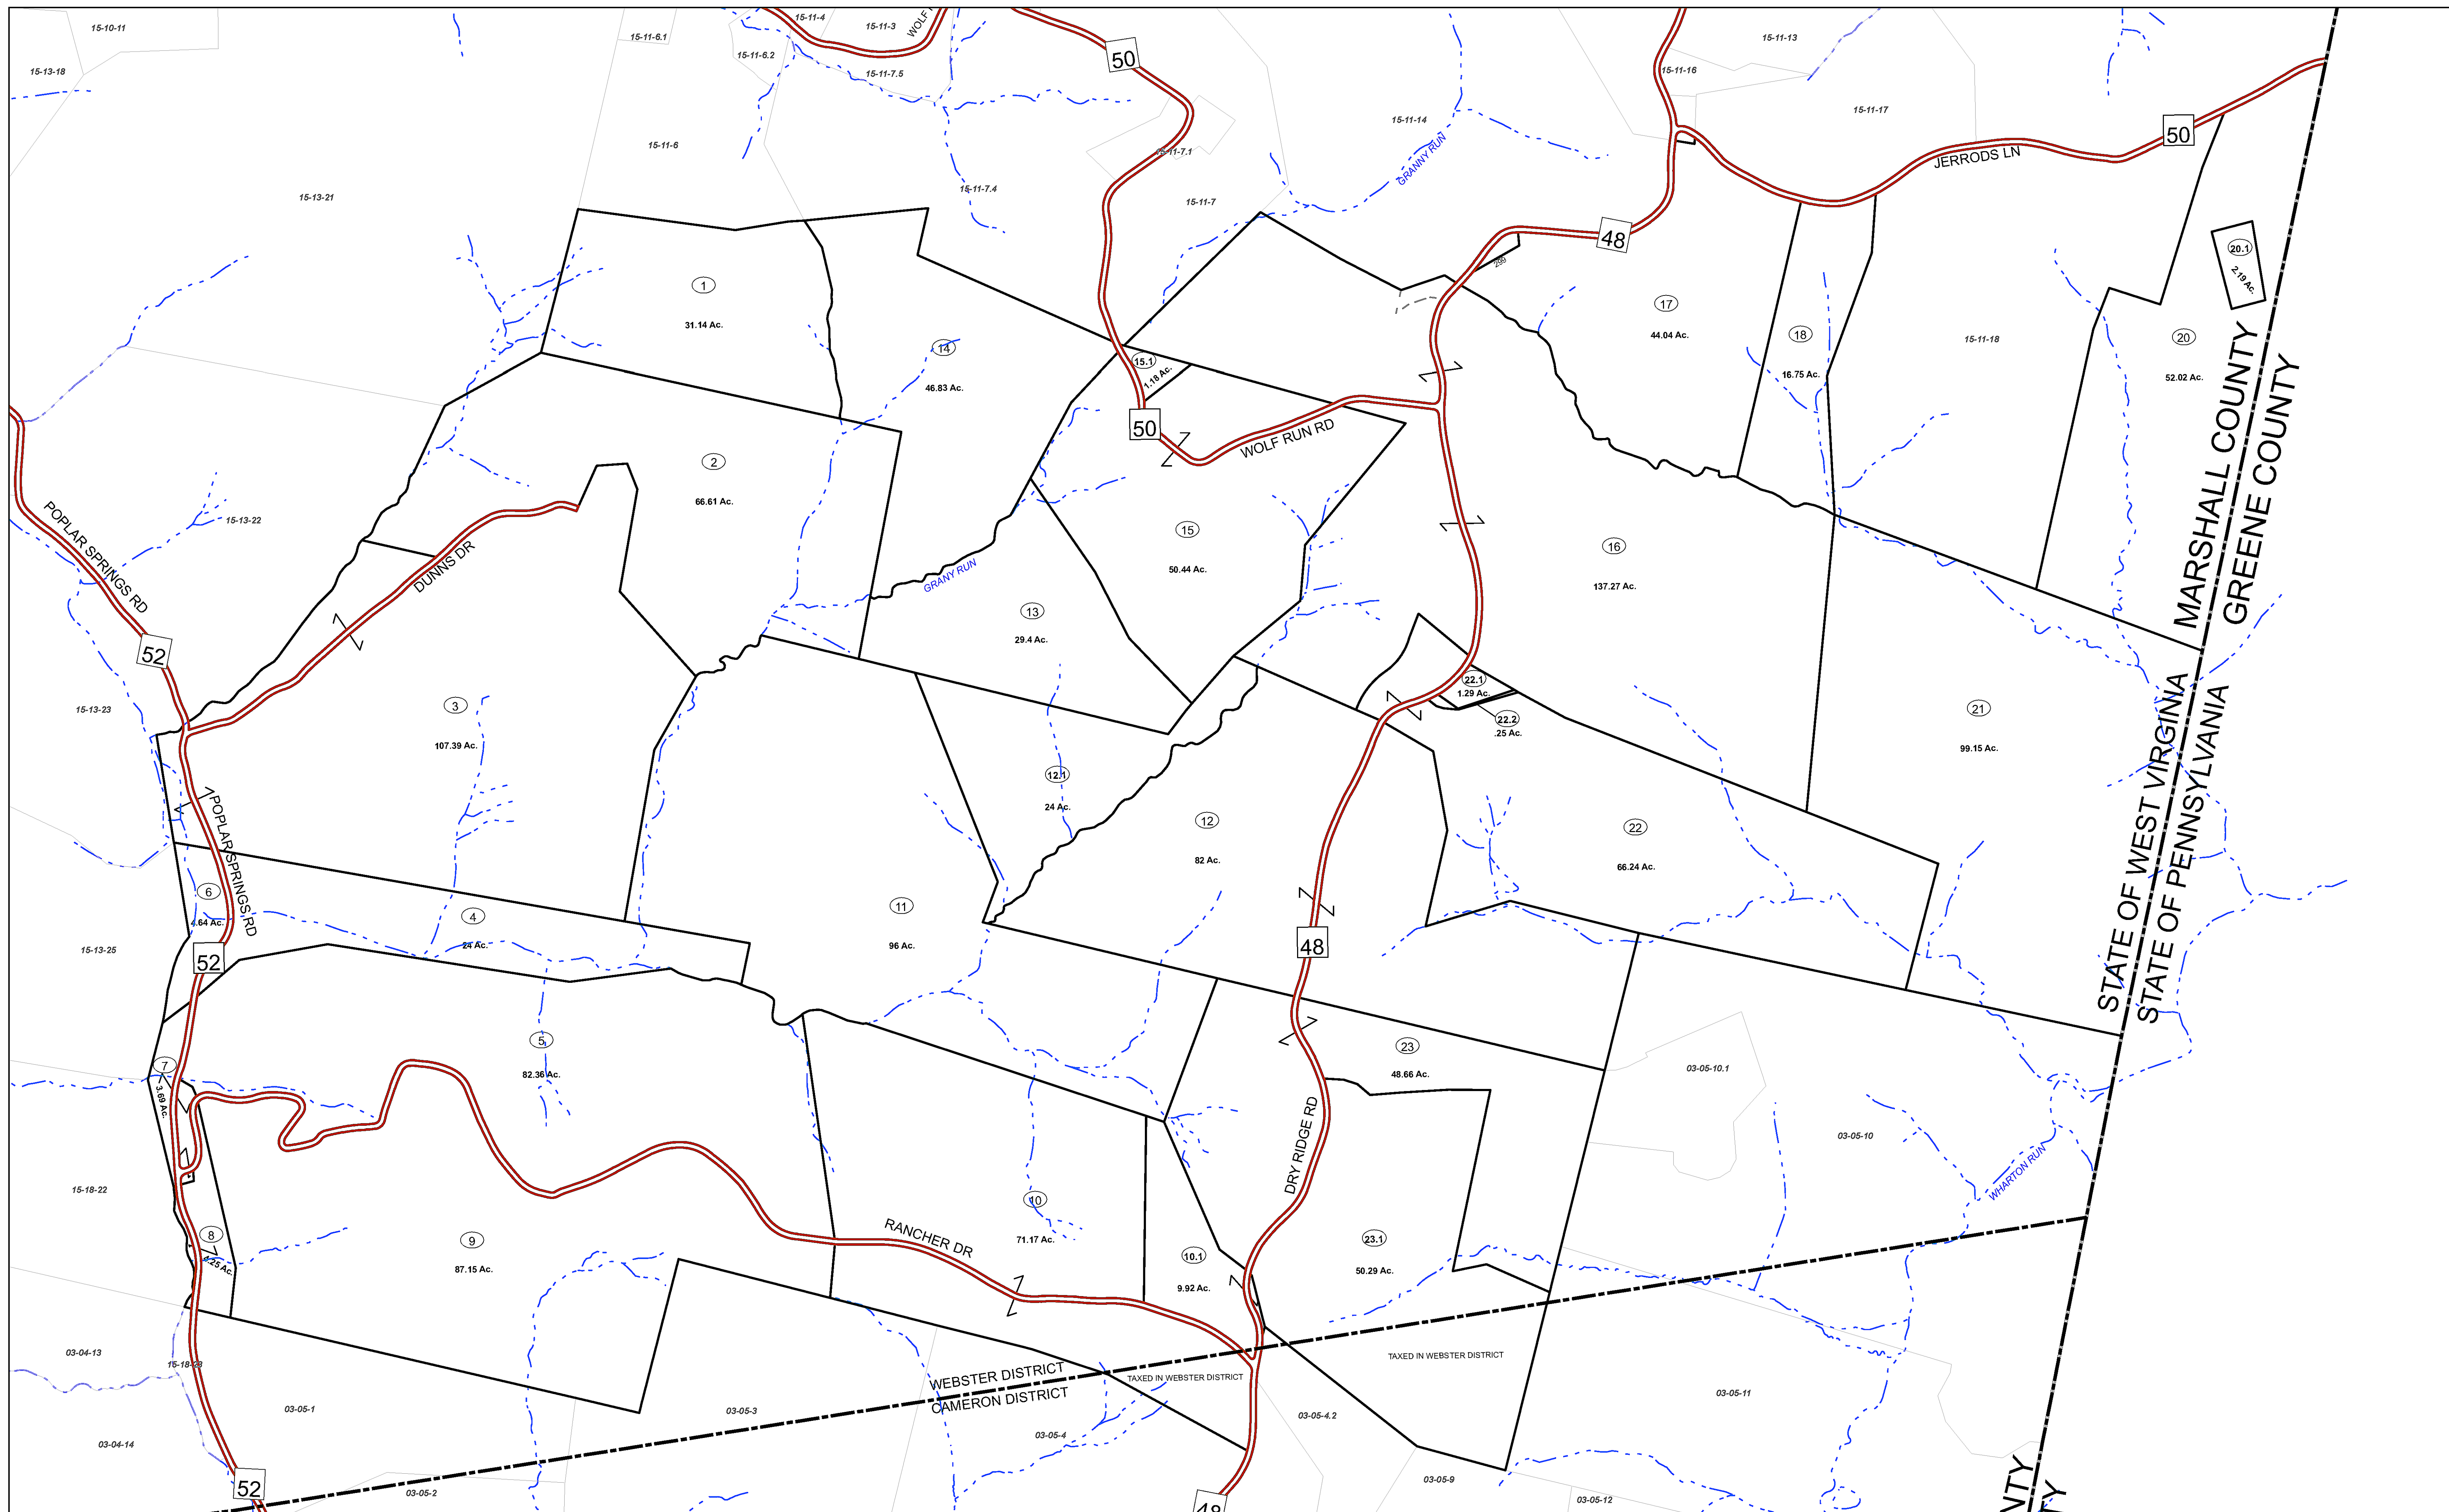 15-10-11
15-11-4
15-11-3
WOLF
15-11-6.1
15-11-13
15-11-6.2
50
15-13-18
15-11-7.5
15-11-16
15-11-14
15-11-17
50
15-11-6
15-11-7.1
GRANNY RUN
JERRODS LN
15-11-7.4
15-13-21
15-11-7
48
20.1
2.19 Ac.
299
1
31.14 Ac.
17
44.04 Ac.
18
16.75 Ac.
15-11-18
20
52.02 Ac.
14
46.83 Ac.
15.1
1.18 Ac.
50
WOLF RUN RD
2
66.61 Ac.
MARSHALL COUNTY
GREENE COUNTY
POPLAR SPRINGS RD
15-13-22
DUNNS DR
15
50.44 Ac.
16
137.27 Ac.
GRANY RUN
13
29.4 Ac.
52
22.1
1.29 Ac.
22.2
.25 Ac.
15-13-23
3
107.39 Ac.
21
99.15 Ac.
STATE OF WEST VIRGINIA
STATE OF PENNSYLVANIA
12.1
24 Ac.
12
82 Ac.
22
66.24 Ac.
POPLAR SPRINGS RD
6
4.64 Ac.
4
24 Ac.
11
96 Ac.
15-13-25
52
48
5
82.36 Ac.
23
48.66 Ac.
7
3.69 Ac.
03-05-10.1
03-05-10
DRY RIDGE RD
WHARTON RUN
15-18-22
10
71.17 Ac.
8
.25 Ac.
9
87.15 Ac.
RANCHER DR
10.1
9.92 Ac.
23.1
50.29 Ac.
03-04-13
15-18-23
TAXED IN WEBSTER DISTRICT
WEBSTER DISTRICT
CAMERON DISTRICT
TAXED IN WEBSTER DISTRICT
03-05-11
03-05-1
03-05-3
03-05-4.2
03-05-4
03-04-14
52
03-05-2
03-05-9
03-05-12
48
NTY
TY